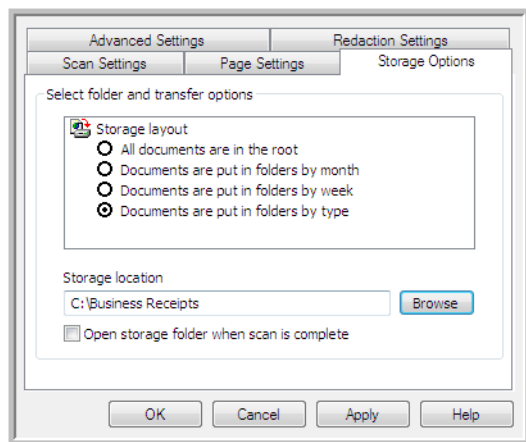 Advanced Settings Redaction Settings
Scan Settings Page Settings Storage Options
Select folder and transfer options
Storage layout
All documents are in the root
Documents are put in folders by month
Documents are put in folders by week
Documents are put in folders by type
Storage location
C:\Business Receipts Browse
Open storage folder when scan is complete
OK Cancel Apply Help